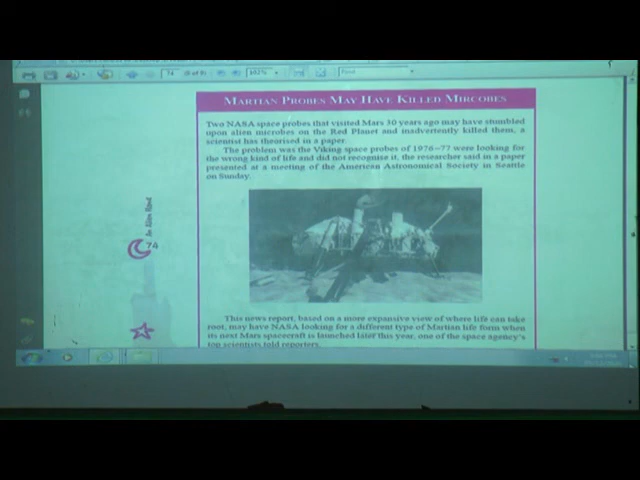 74
MARTIAN PROBES MAY HAVE KILLED MIRCOBES
Two NASA space probes that visited Mars 30 years ago may have stumbled
upon alien microbes on the Red Planet and inadvertently killed them, a
scientist has theorised in a paper.
The problem was the Viking space probes of 1976–77 were looking for
the wrong kind of life and did not recognise it, the researcher said in a paper
presented at a meeting of the American Astronomical Society in Seattle
on Sunday.
74
This news report, based on a more expansive view of where life can take
root, may have NASA looking for a different type of Martian life form when
its next Mars spacecraft is launched later this year, one of the space agency's
top scientists told reporters.